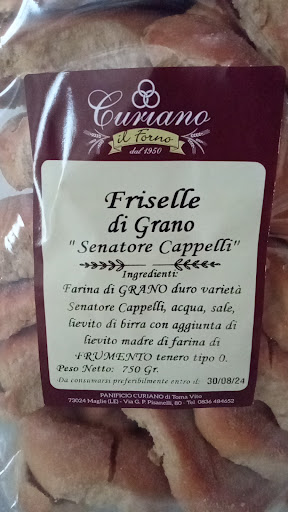 Curiano
il Forno
dal 1950
Friselle
di Grano
"Senatore Cappelli"
Ingredienti:
Farina di GRANO duro varietà
Senatore Cappelli, acqua, sale,
lievito di birra con aggiunta di
lievito madre di farina di
FRUMENTO tenero tipo 0.
Peso Netto: 750 Gr.
Da consumarsi preferibilmente entro il: 30/08/24
PANIFICIO CURIANO di Toma Vito
73024 Maglie (LE) - Via G. P. Pisanelli, 80 - Tel 0836 484652